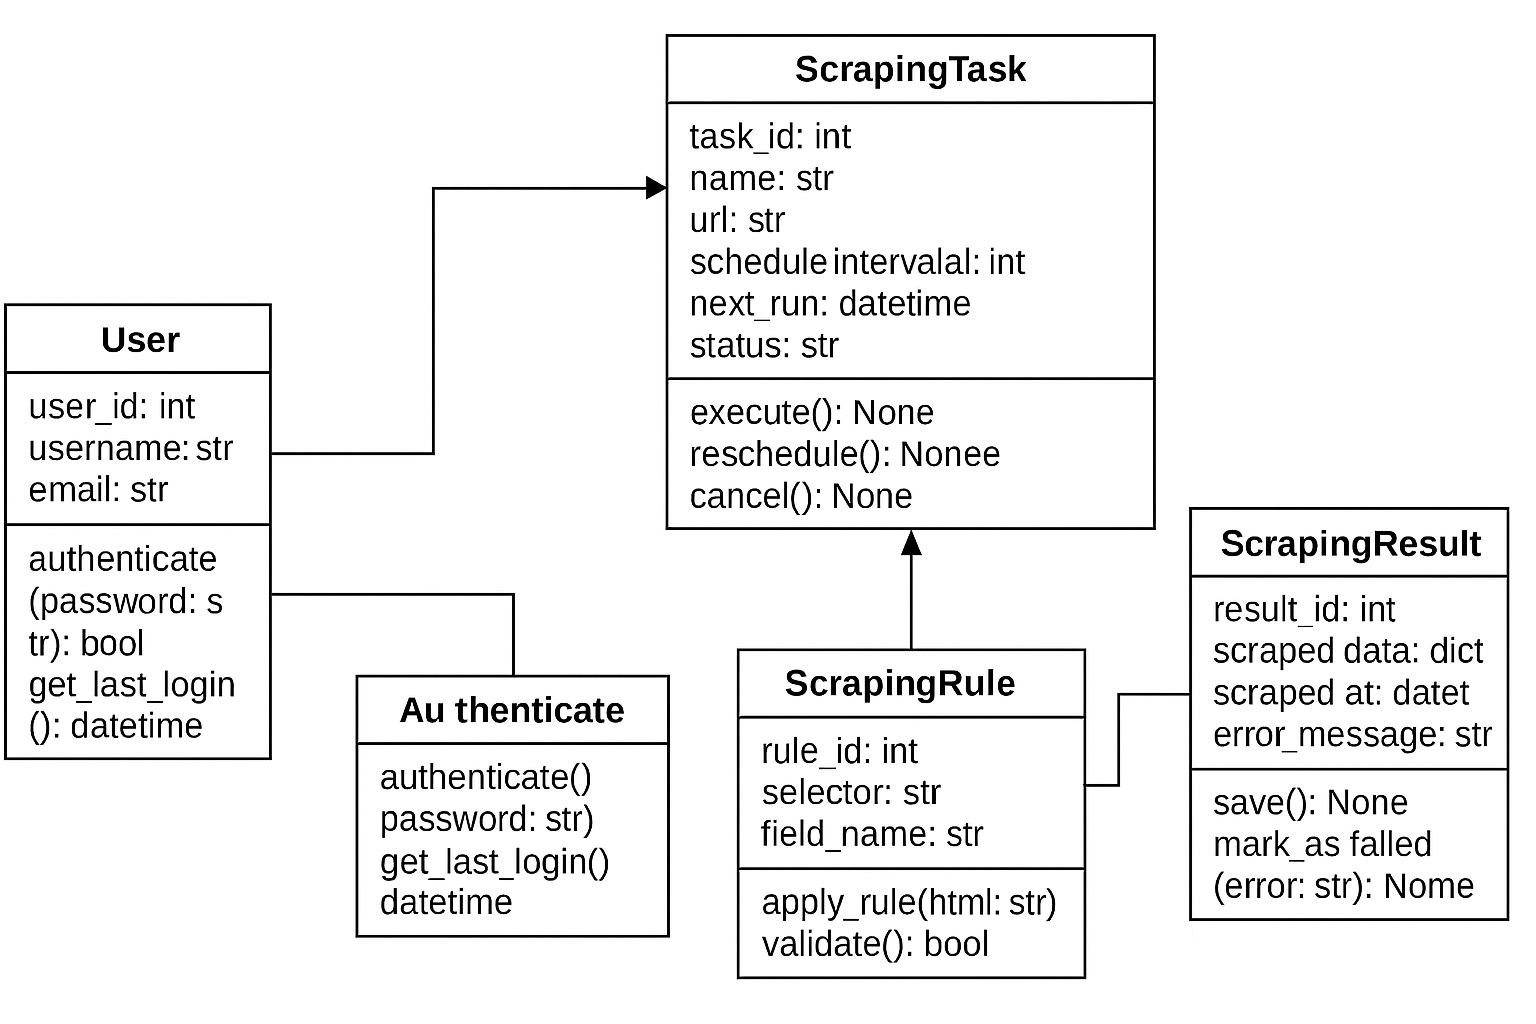 ScrapingTask
task_id: int
name: str
url: str
schedule intervalal: int
next_run: datetime
status: str
execute(): None
reschedule(): Nonee
cancel(): None
User
user_id: int
username: str
email: str
authenticate
(password: s
tr): bool
get_last_login
(): datetime
Au thenticate
authenticate()
password: str)
get_last_login()
datetime
ScrapingRule
rule_id: int
selector: str
field_name: str
apply_rule(html: str)
validate(): bool
ScrapingResult
result_id: int
scraped data: dict
scraped at: datet
error_message: str
save(): None
mark_as falled
(error: str): Nome